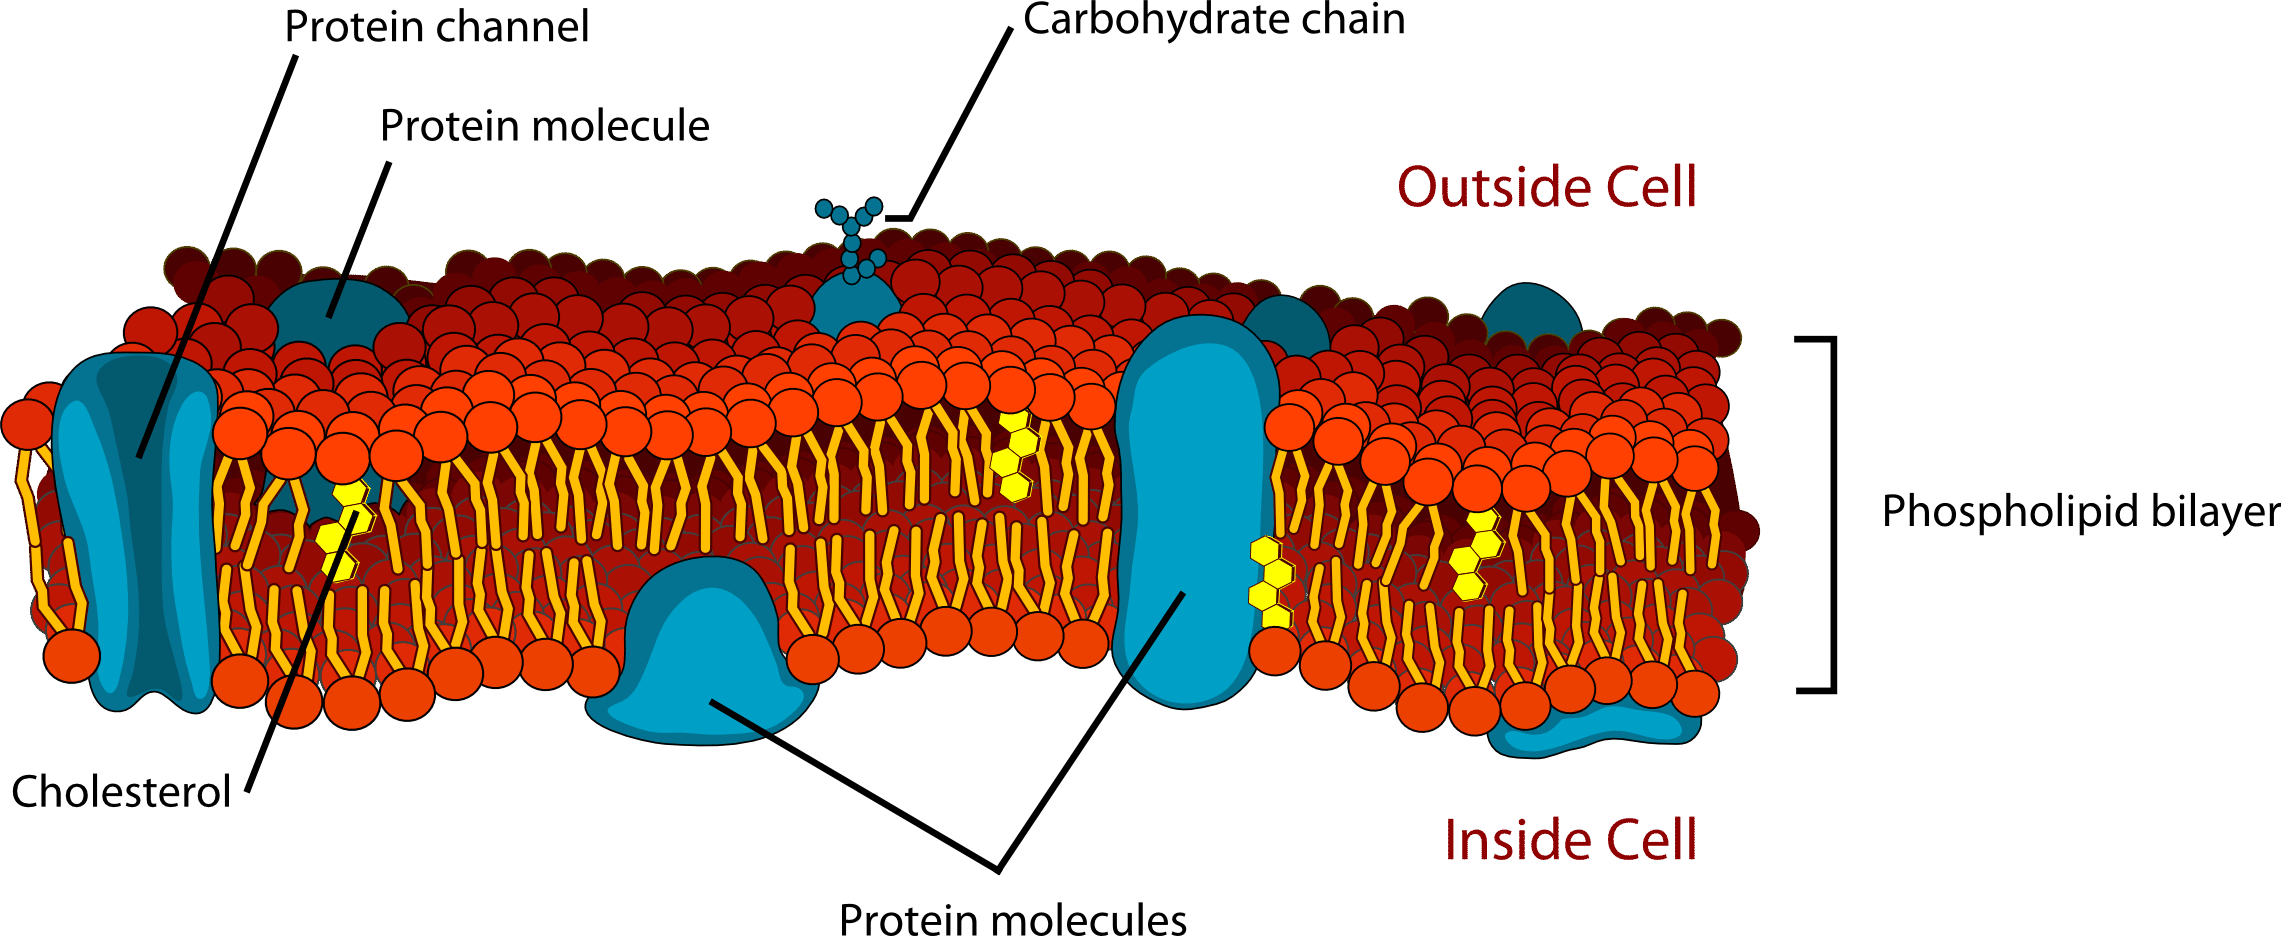 Protein channel
Carbohydrate chain
Protein molecule
Outside Cell
Phospholipid bilayer
Cholesterol
Inside Cell
Protein molecules